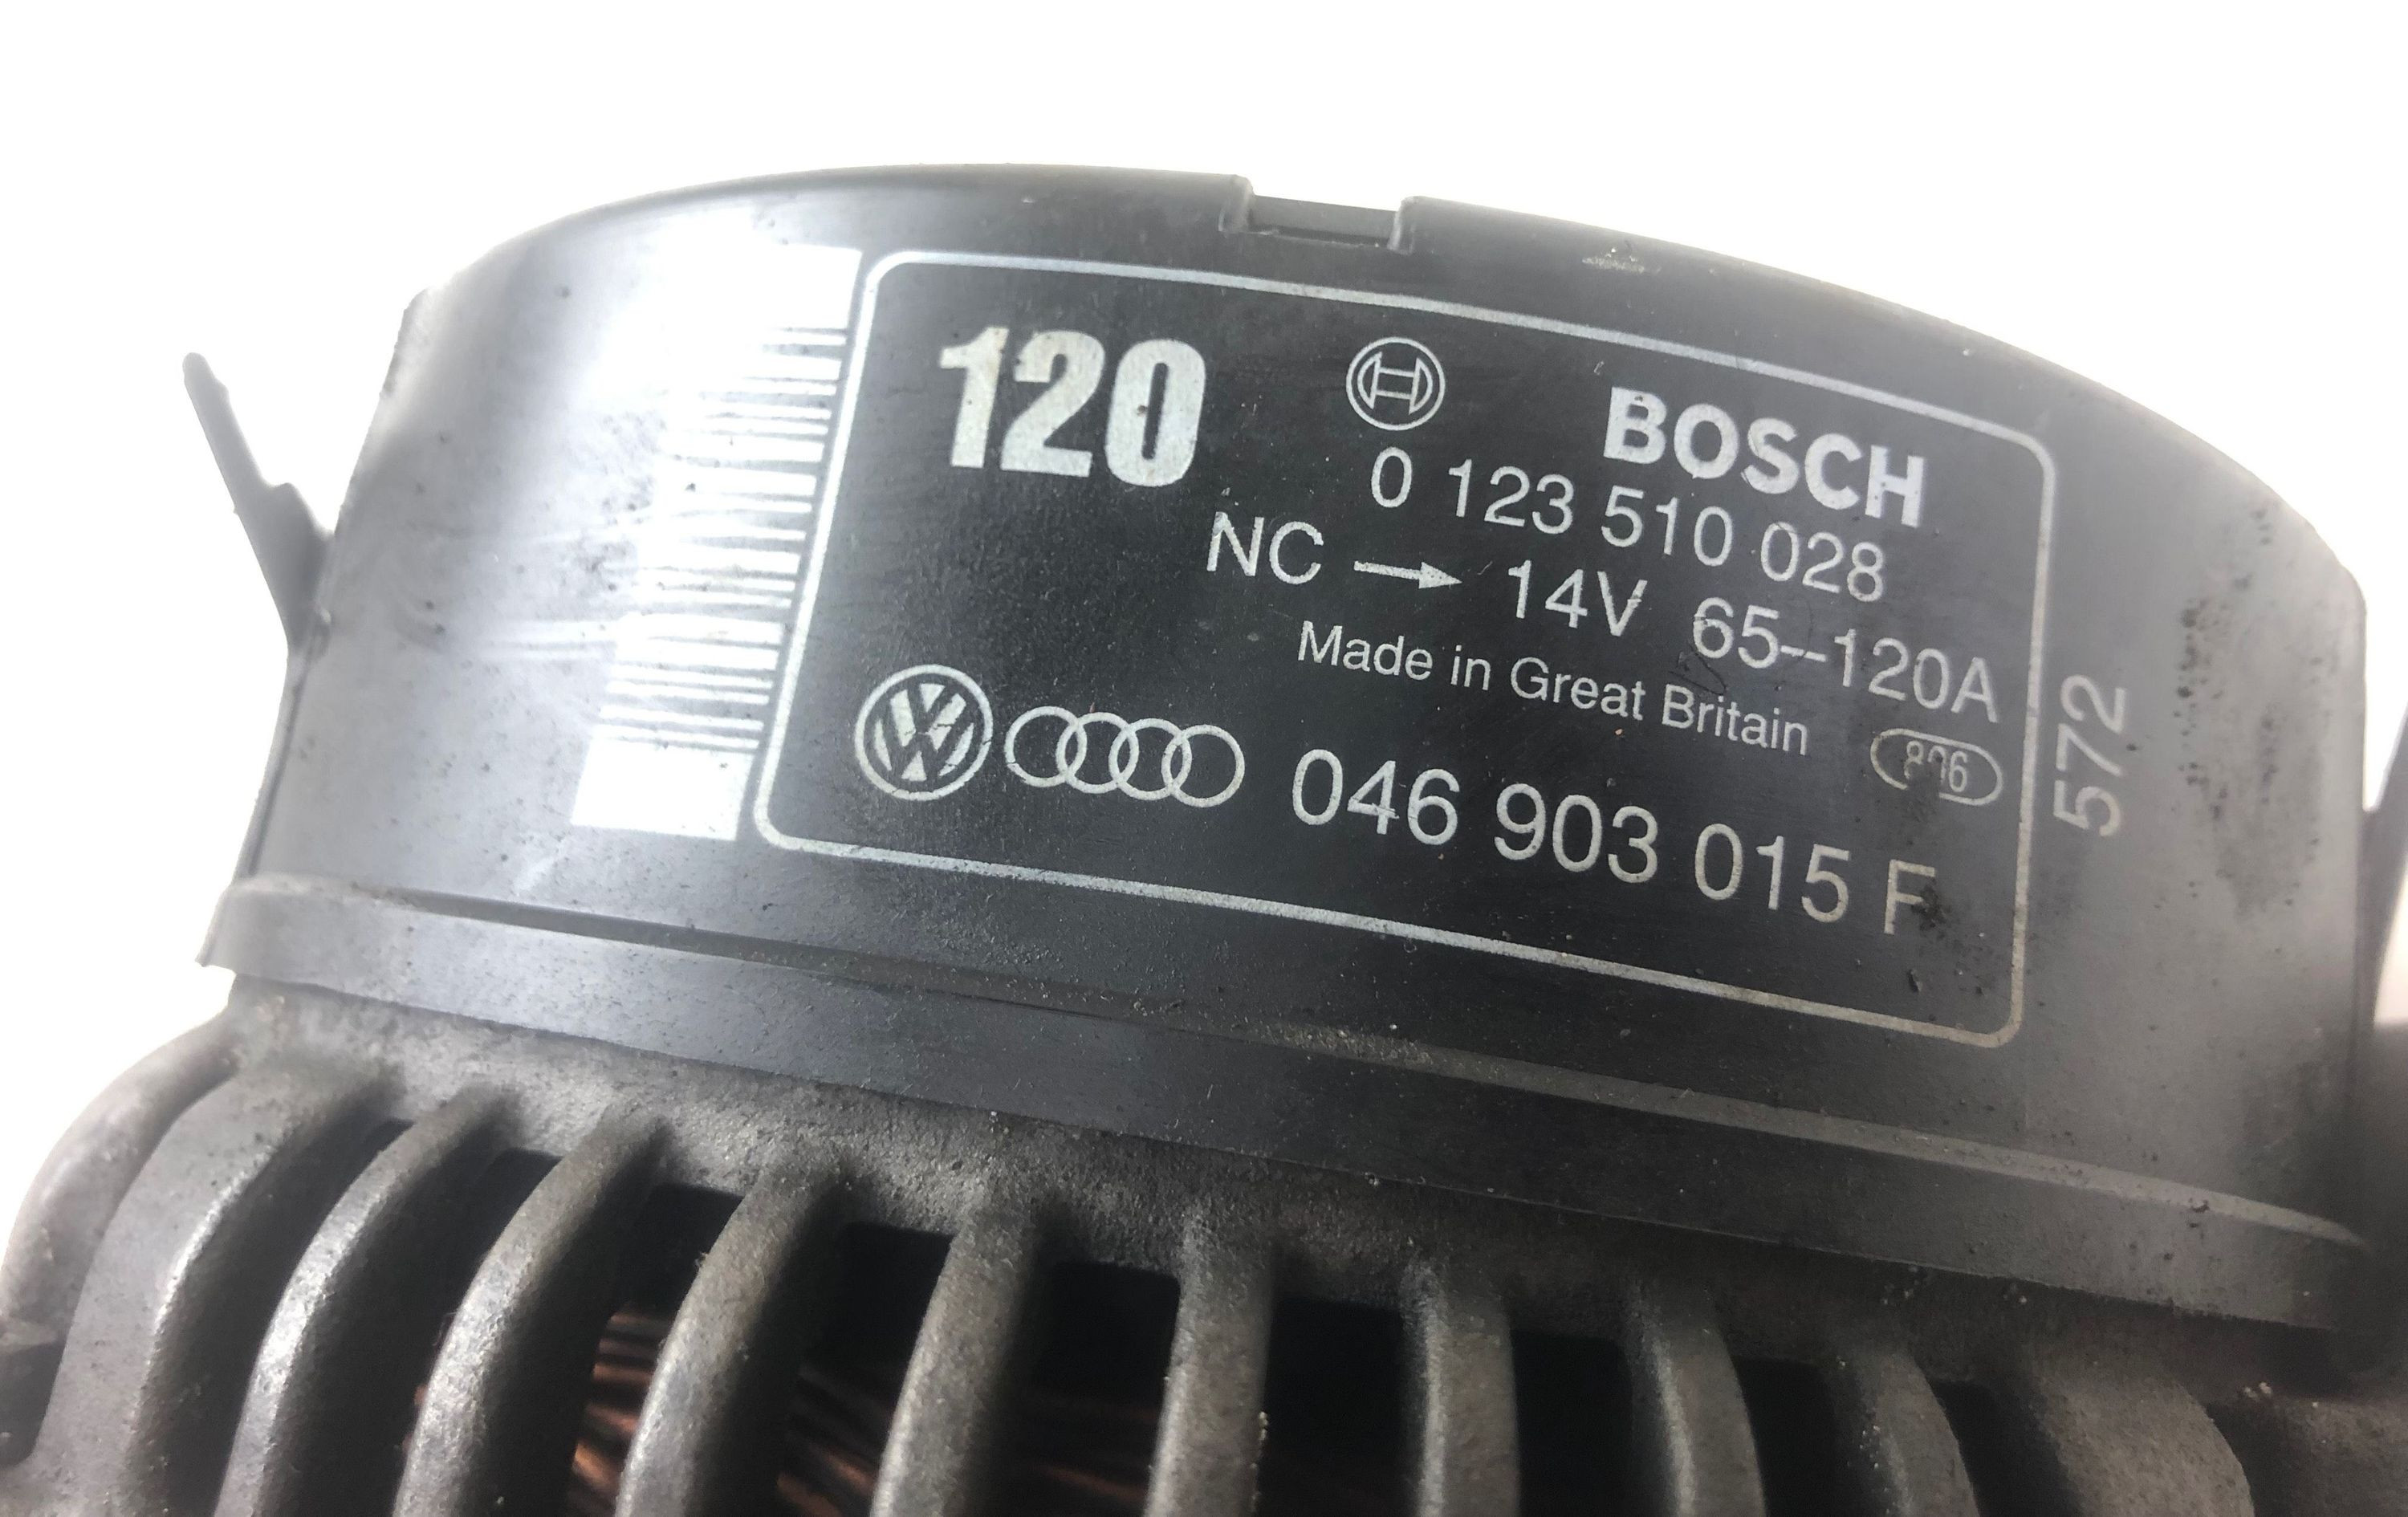 120
BOSCH
0 123 510 028
NC → 14V 65–120A
Made in Great Britain
046 903 015 F
572